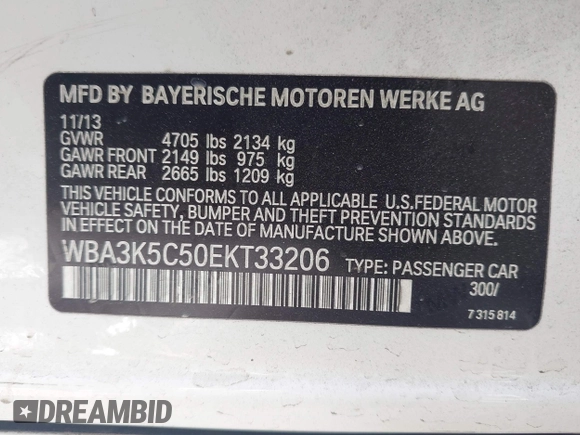 MFD BY BAYERISCHE MOTOREN WERKE AG
11/13
GVWR 4705 lbs 2134 kg
GAWR FRONT 2149 lbs 975 kg
GAWR REAR 2665 lbs 1209 kg
THIS VEHICLE CONFORMS TO ALL APPLICABLE U.S.FEDERAL MOTOR
VEHICLE SAFETY, BUMPER AND THEFT PREVENTION STANDARDS
IN EFFECT ON THE DATE OF MANUFACTURE SHOWN ABOVE
WBA3K5C50EKT33206 TYPE: PASSENGER CAR
300/
7 315 814
DREAMBID